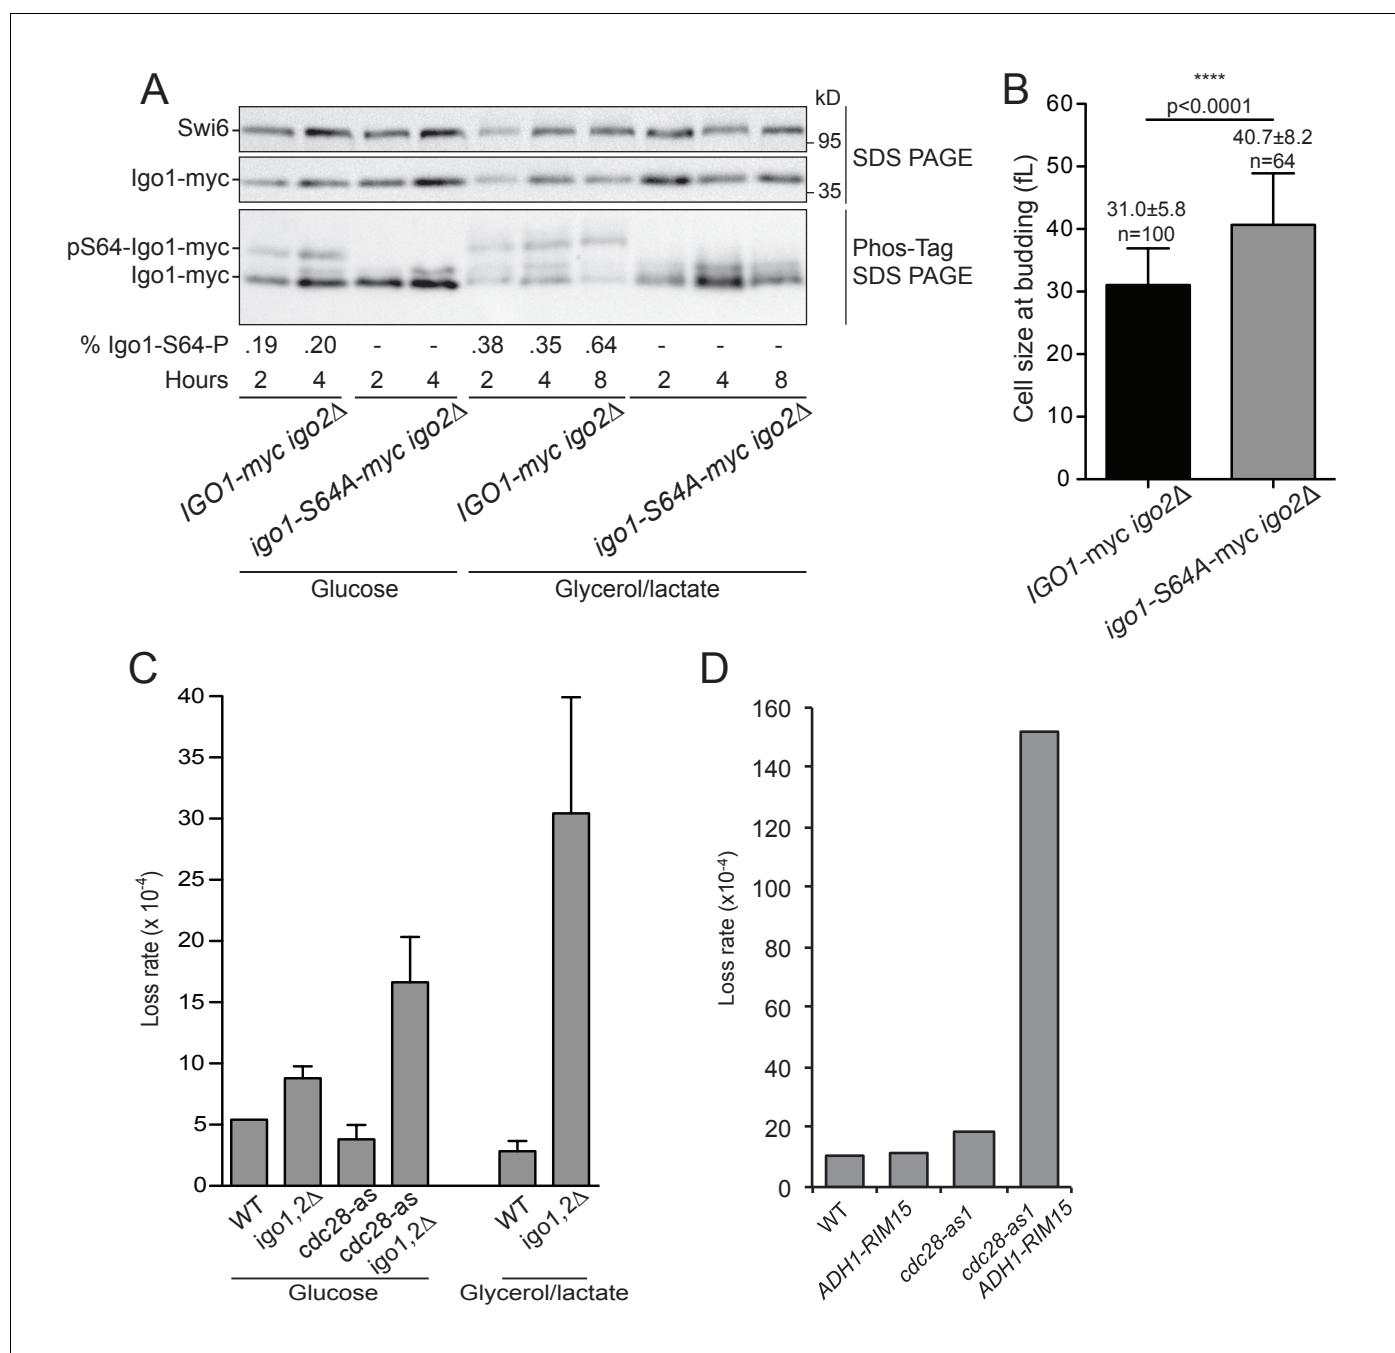 A
kD
Swi6
95
SDS PAGE
Igo1-myc
35
pS64-Igo1-myc
Igo1-myc
Phos-Tag
SDS PAGE
% Igo1-S64-P .19 .20 - - .38 .35 .64 - - -
Hours 2 4 2 4 2 4 8 2 4 8
IGO1-myc igo2Δ
igo1-S64A-myc igo2Δ
IGO1-myc igo2Δ
igo1-S64A-myc igo2Δ
Glucose
Glycerol/lactate
B
****
p<0.0001
40.7±8.2
n=64
31.0±5.8
n=100
Cell size at budding (fL)
60
50
40
30
20
10
0
IGO1-myc igo2Δ
igo1-S64A-myc igo2Δ
C
Loss rate (x 10-4)
40
35
30
25
20
15
10
5
0
WT
igo1,2Δ
cdc28-as
cdc28-as
igo1,2Δ
WT
igo1,2Δ
Glucose
Glycerol/lactate
D
Loss rate (x10-4)
160
140
120
100
80
60
40
20
0
WT
ADH1-RIM15
cdc28-as1
cdc28-as1
ADH1-RIM15